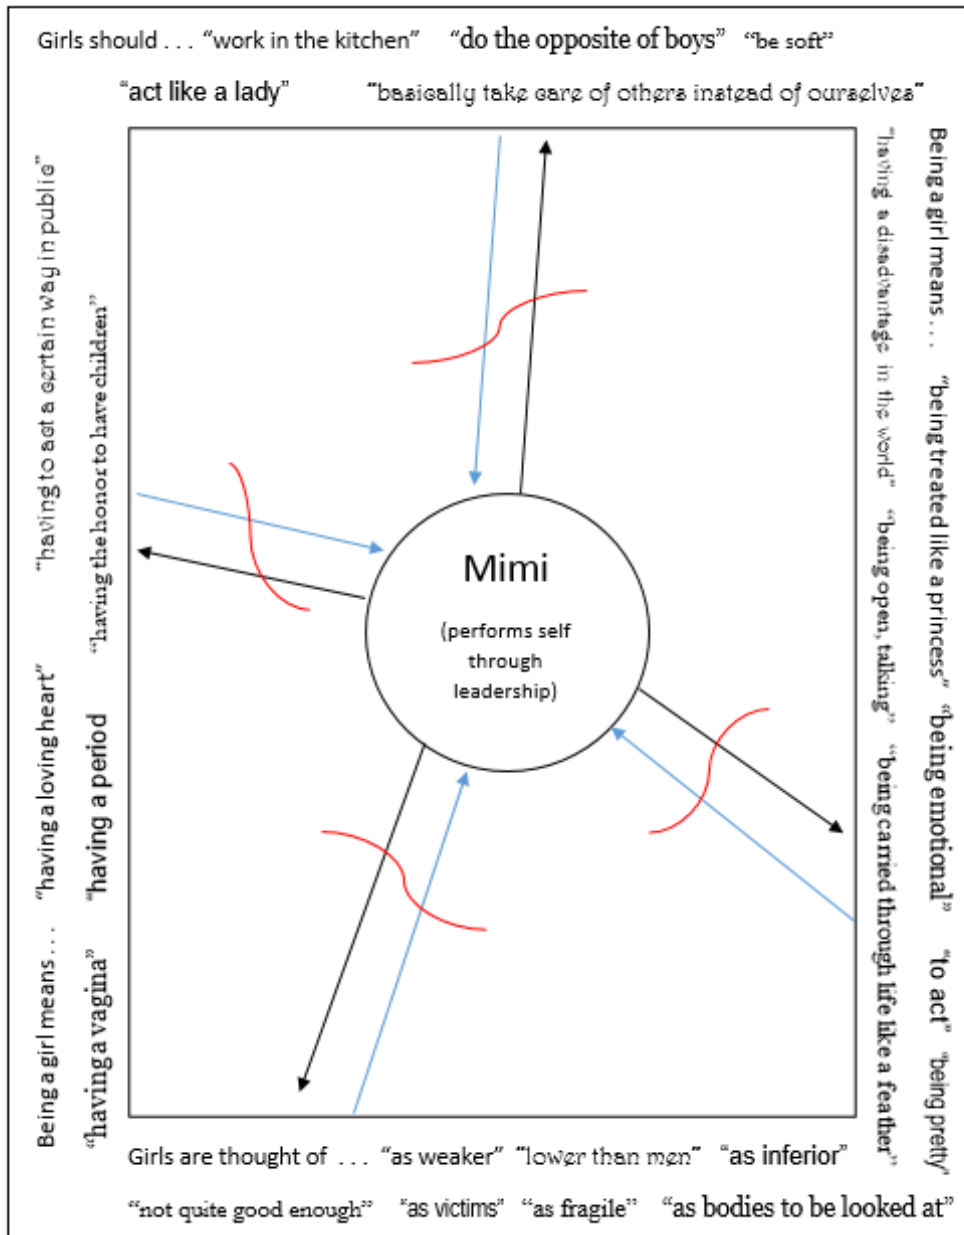 Girls should . . . “work in the kitchen” “do the opposite of boys” “be soft”
“act like a lady” “basically take care of others instead of ourselves”
Being a girl means . . . “having a loving heart” “having to act a certain way in public”
“having a vagina” “having a period “having the honor to have children”
Mimi
(performs self
through
leadership)
“having a disadvantage in the world” “being open, talking” “being carried through life like a feather”
Being a girl means . . . “being treated like a princess” “being emotional” “to act” “being pretty”
Girls are thought of . . . “as weaker” “lower than men” “as inferior”
“not quite good enough” “as victims” “as fragile” “as bodies to be looked at”